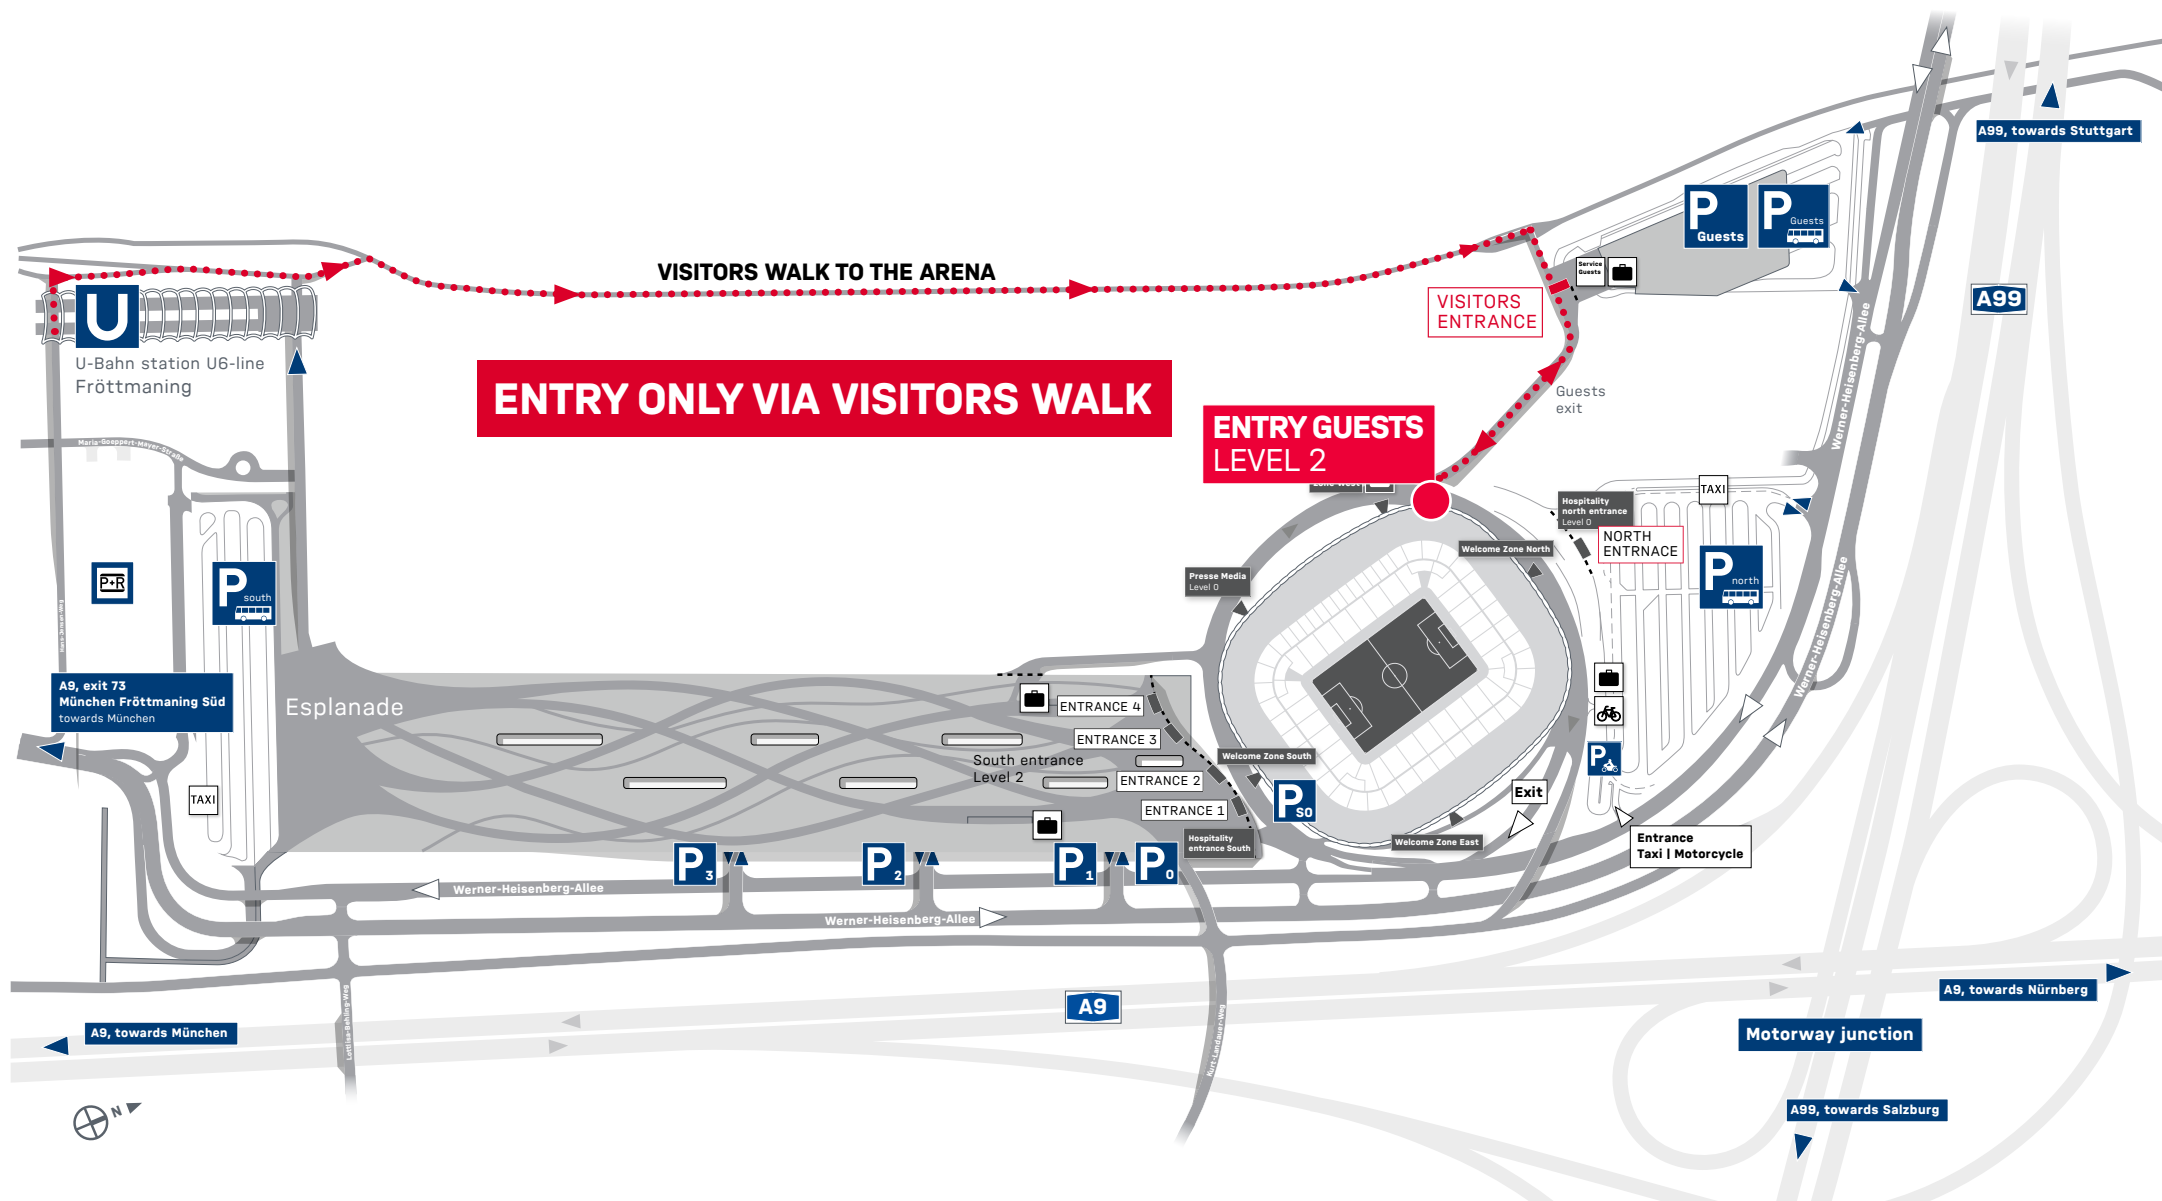 A99, towards Stuttgart
P
Guests
P
Guests
VISITORS WALK TO THE ARENA
Service
Guests
A99
VISITORS
ENTRANCE
U
U-Bahn station U6-line
Fröttmaning
ENTRY ONLY VIA VISITORS WALK
Guests
exit
ENTRY GUESTS
LEVEL 2
Werner-Heisenberg-Allee
Maria-Goeppert-Mayer-Straße
TAXI
Hospitality
north entrance
Level 0
NORTH
ENTRNACE
Welcome Zone North
P
north
P+R
P
south
Presse Media
Level 0
Werner-Heisenberg-Allee
A9, exit 73
München Fröttmaning Süd
towards München
Esplanade
ENTRANCE 4
ENTRANCE 3
South entrance
Level 2
Welcome Zone South
ENTRANCE 2
P
TAXI
P
SO
Exit
ENTRANCE 1
Hospitality
entrance South
Welcome Zone East
Entrance
Taxi | Motorcycle
P
3
P
2
P
1
P
0
Werner-Heisenberg-Allee
Werner-Heisenberg-Allee
A9
A9, towards Nürnberg
A9, towards München
Motorway junction
Kurt-Landauer-Weg
A99, towards Salzburg
N